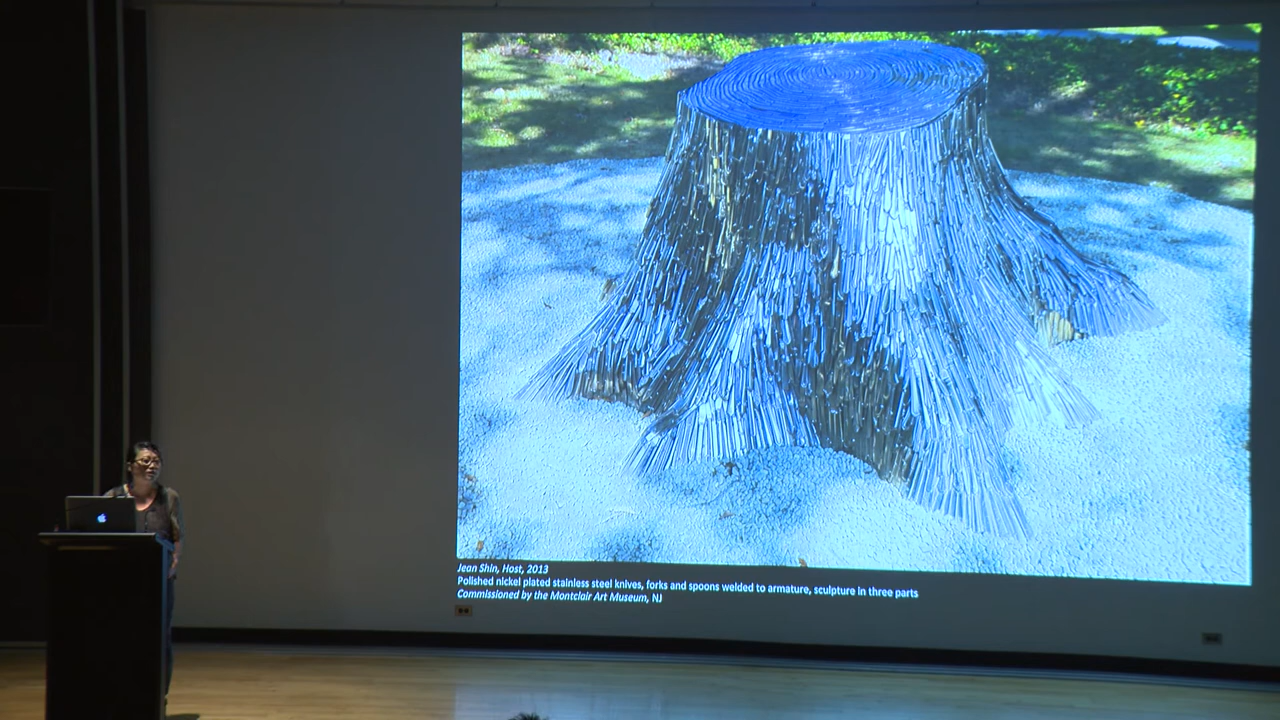 Jean Shin, Host, 2013
Polished nickel plated stainless steel knives, forks and spoons welded to armature, sculpture in three parts
Commissioned by the Montclair Art Museum, NJ